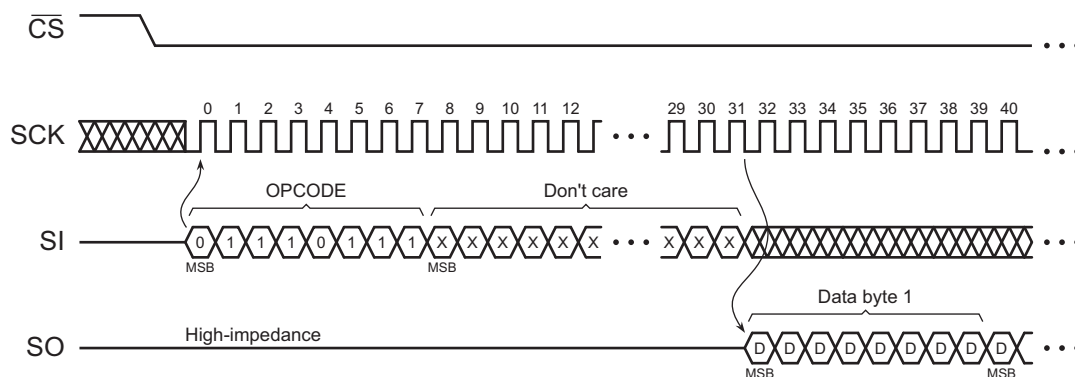 CS
0 1 2 3 4 5 6 7 8 9 10 11 12 29 30 31 32 33 34 35 36 37 38 39 40
SCK
OPCODE Don't care
SI 0 1 1 1 0 1 1 1 X X X X X X X X X
MSB MSB
Data byte 1
High-impedance
SO D D D D D D D D D
MSB MSB